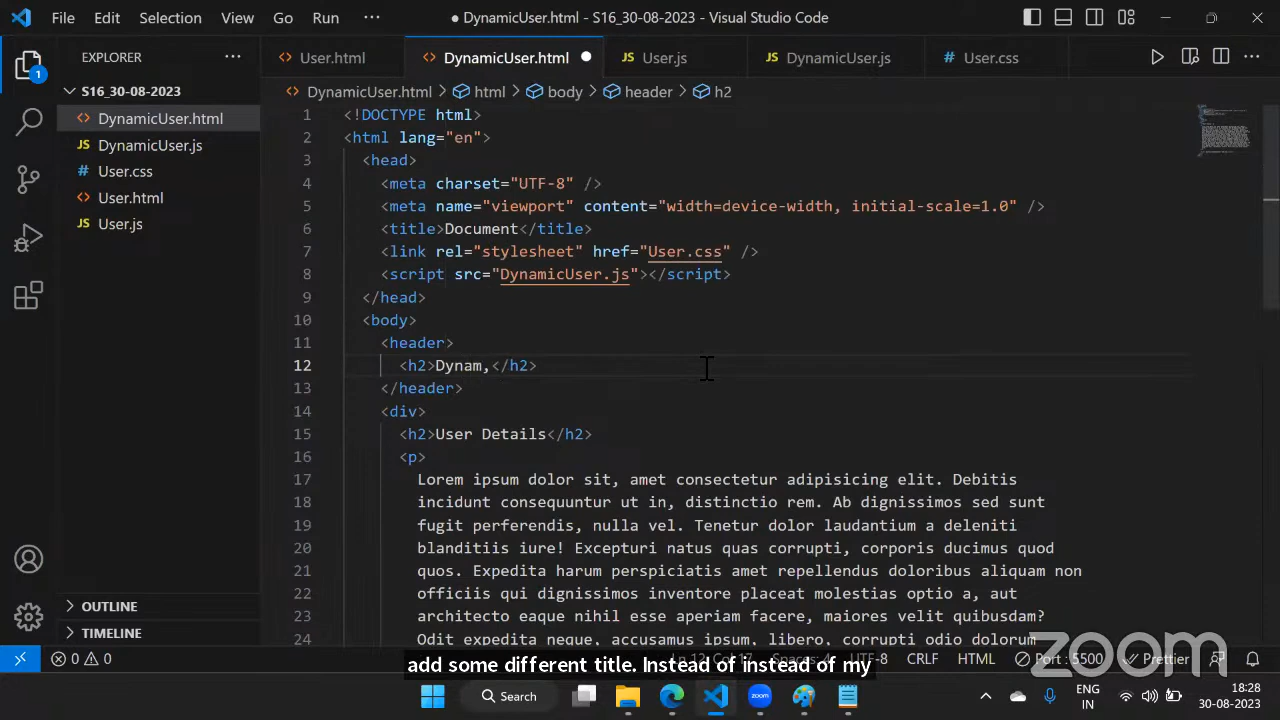 File Edit Selection View Go Run ··· ● DynamicUser.html - S16_30-08-2023 - Visual Studio Code
EXPLORER ···
User.html DynamicUser.html User.js DynamicUser.js User.css
S16_30-08-2023
DynamicUser.html
DynamicUser.js
User.css
User.html
User.js
OUTLINE
TIMELINE
1
DynamicUser.html > html > body > header > h2
1 <!DOCTYPE html>
2 <html lang="en">
3 <head>
4 <meta charset="UTF-8" />
5 <meta name="viewport" content="width=device-width, initial-scale=1.0" />
6 <title>Document</title>
7 <link rel="stylesheet" href="User.css" />
8 <script src="DynamicUser.js"></script>
9 </head>
10 <body>
11 <header>
12 <h2>Dynam,</h2>
13 </header>
14 <div>
15 <h2>User Details</h2>
16 <p>
17 Lorem ipsum dolor sit, amet consectetur adipisicing elit. Debitis
18 incidunt consequuntur ut in, distinctio rem. Ab dignissimos sed sunt
19 fugit perferendis, nulla vel. Tenetur dolor laudantium a deleniti
20 blanditiis iure! Excepturi natus quas corrupti, corporis ducimus quod
21 quos. Expedita harum perspiciatis amet repellendus doloribus aliquam non
22 officiis qui dignissimos inventore placeat molestias optio a, aut
23 architecto eaque nihil esse aperiam facere, maiores velit quibusdam?
24 Odit expedita neque, accusamus ipsum, libero, corrupti odio dolorum
zoom
0 0 Ln 12, Col 17 Spaces: 4 UTF-8 CRLF HTML Port : 5500 Prettier
add some different title. Instead of instead of my
Search zoom ENG IN 18:28 30-08-2023